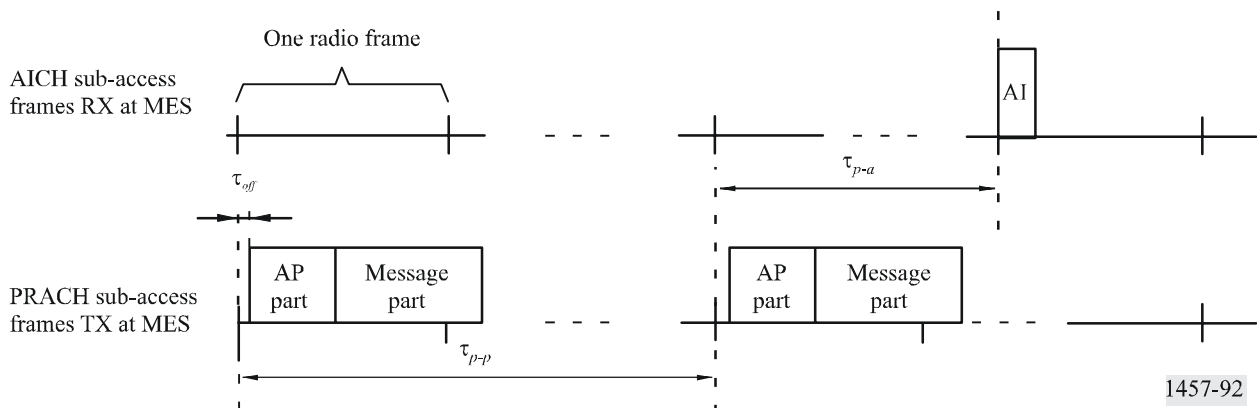 One radio frame
AICH sub-access
frames RX at MES
AI
τp-a
τoff
AP
part
Message
part
AP
part
Message
part
PRACH sub-access
frames TX at MES
τp-p
1457-92